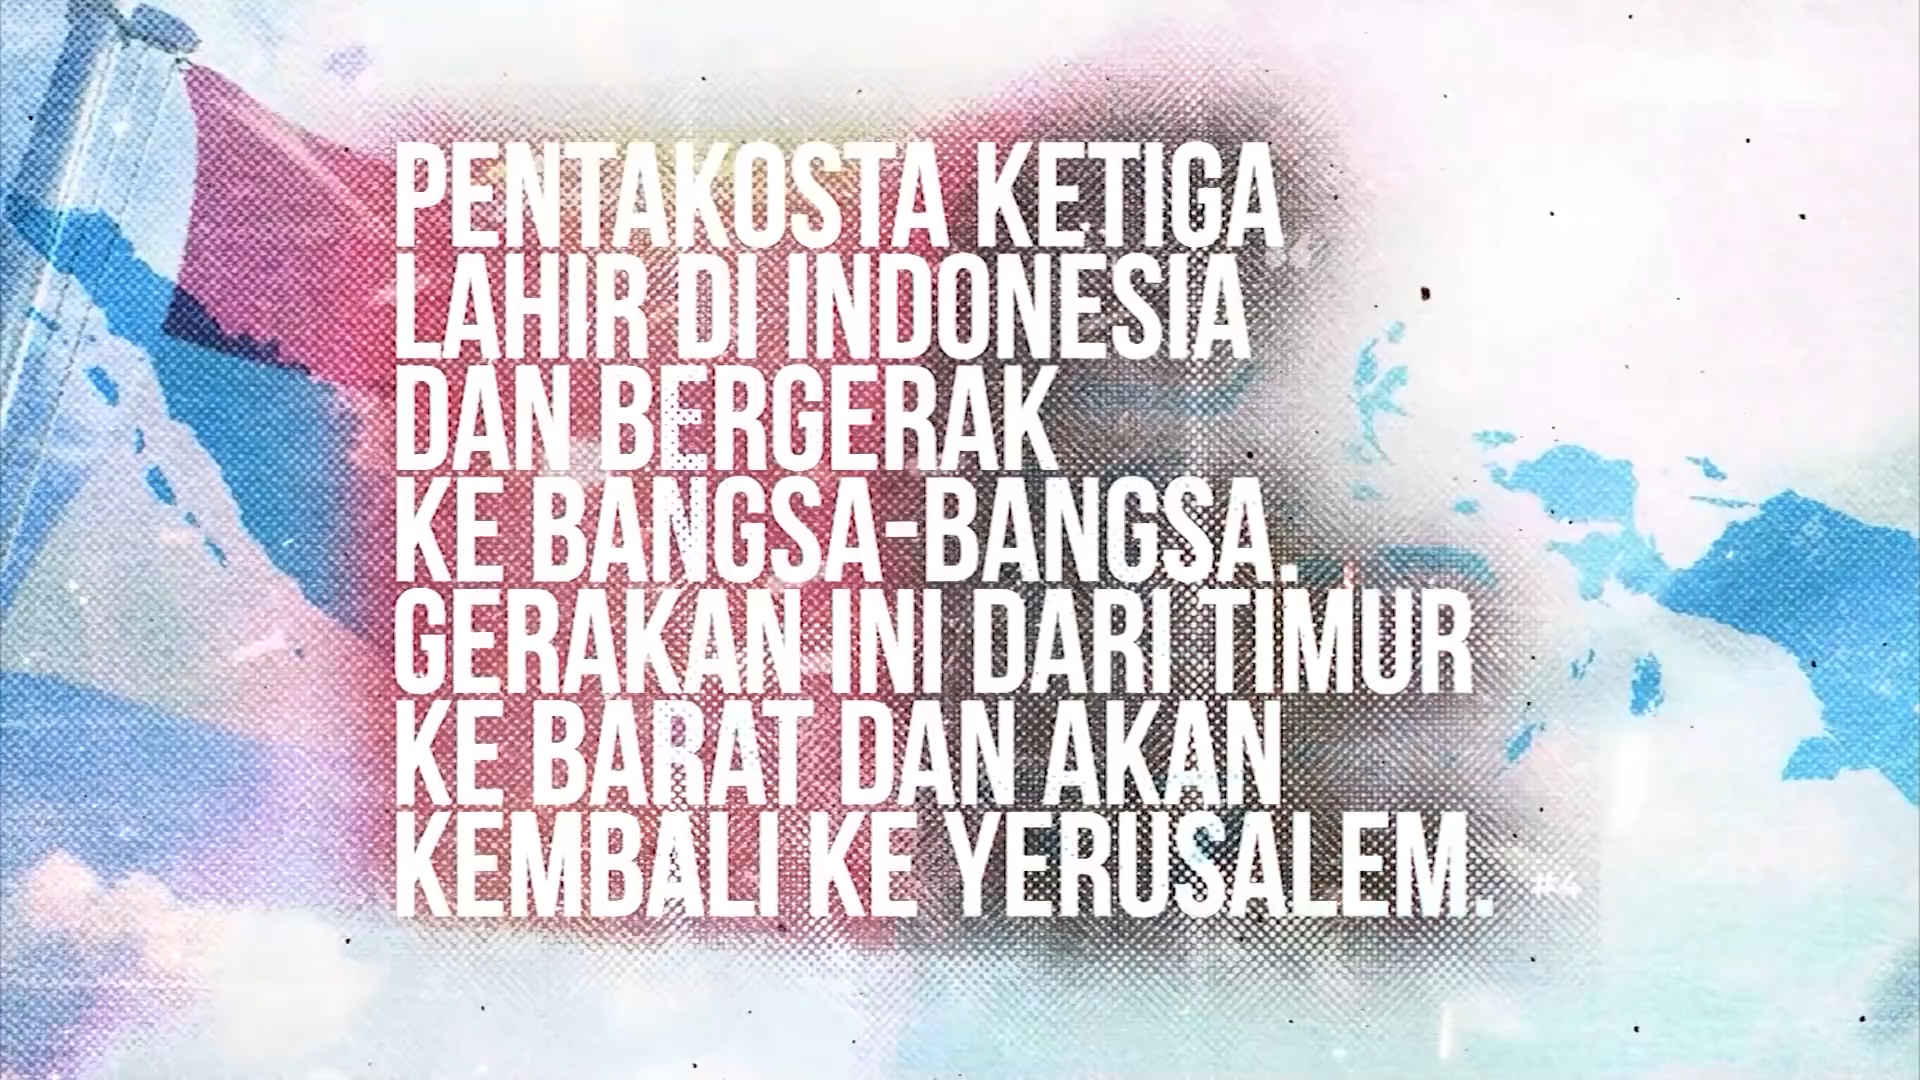 PENTAKOSTA KETIGA
LAHIR DI INDONESIA
DAN BERGERAK
KE BANGSA-BANGSA.
GERAKAN INI DARI TIMUR
KE BARAT DAN AKAN
KEMBALI KE YERUSALEM.
#4